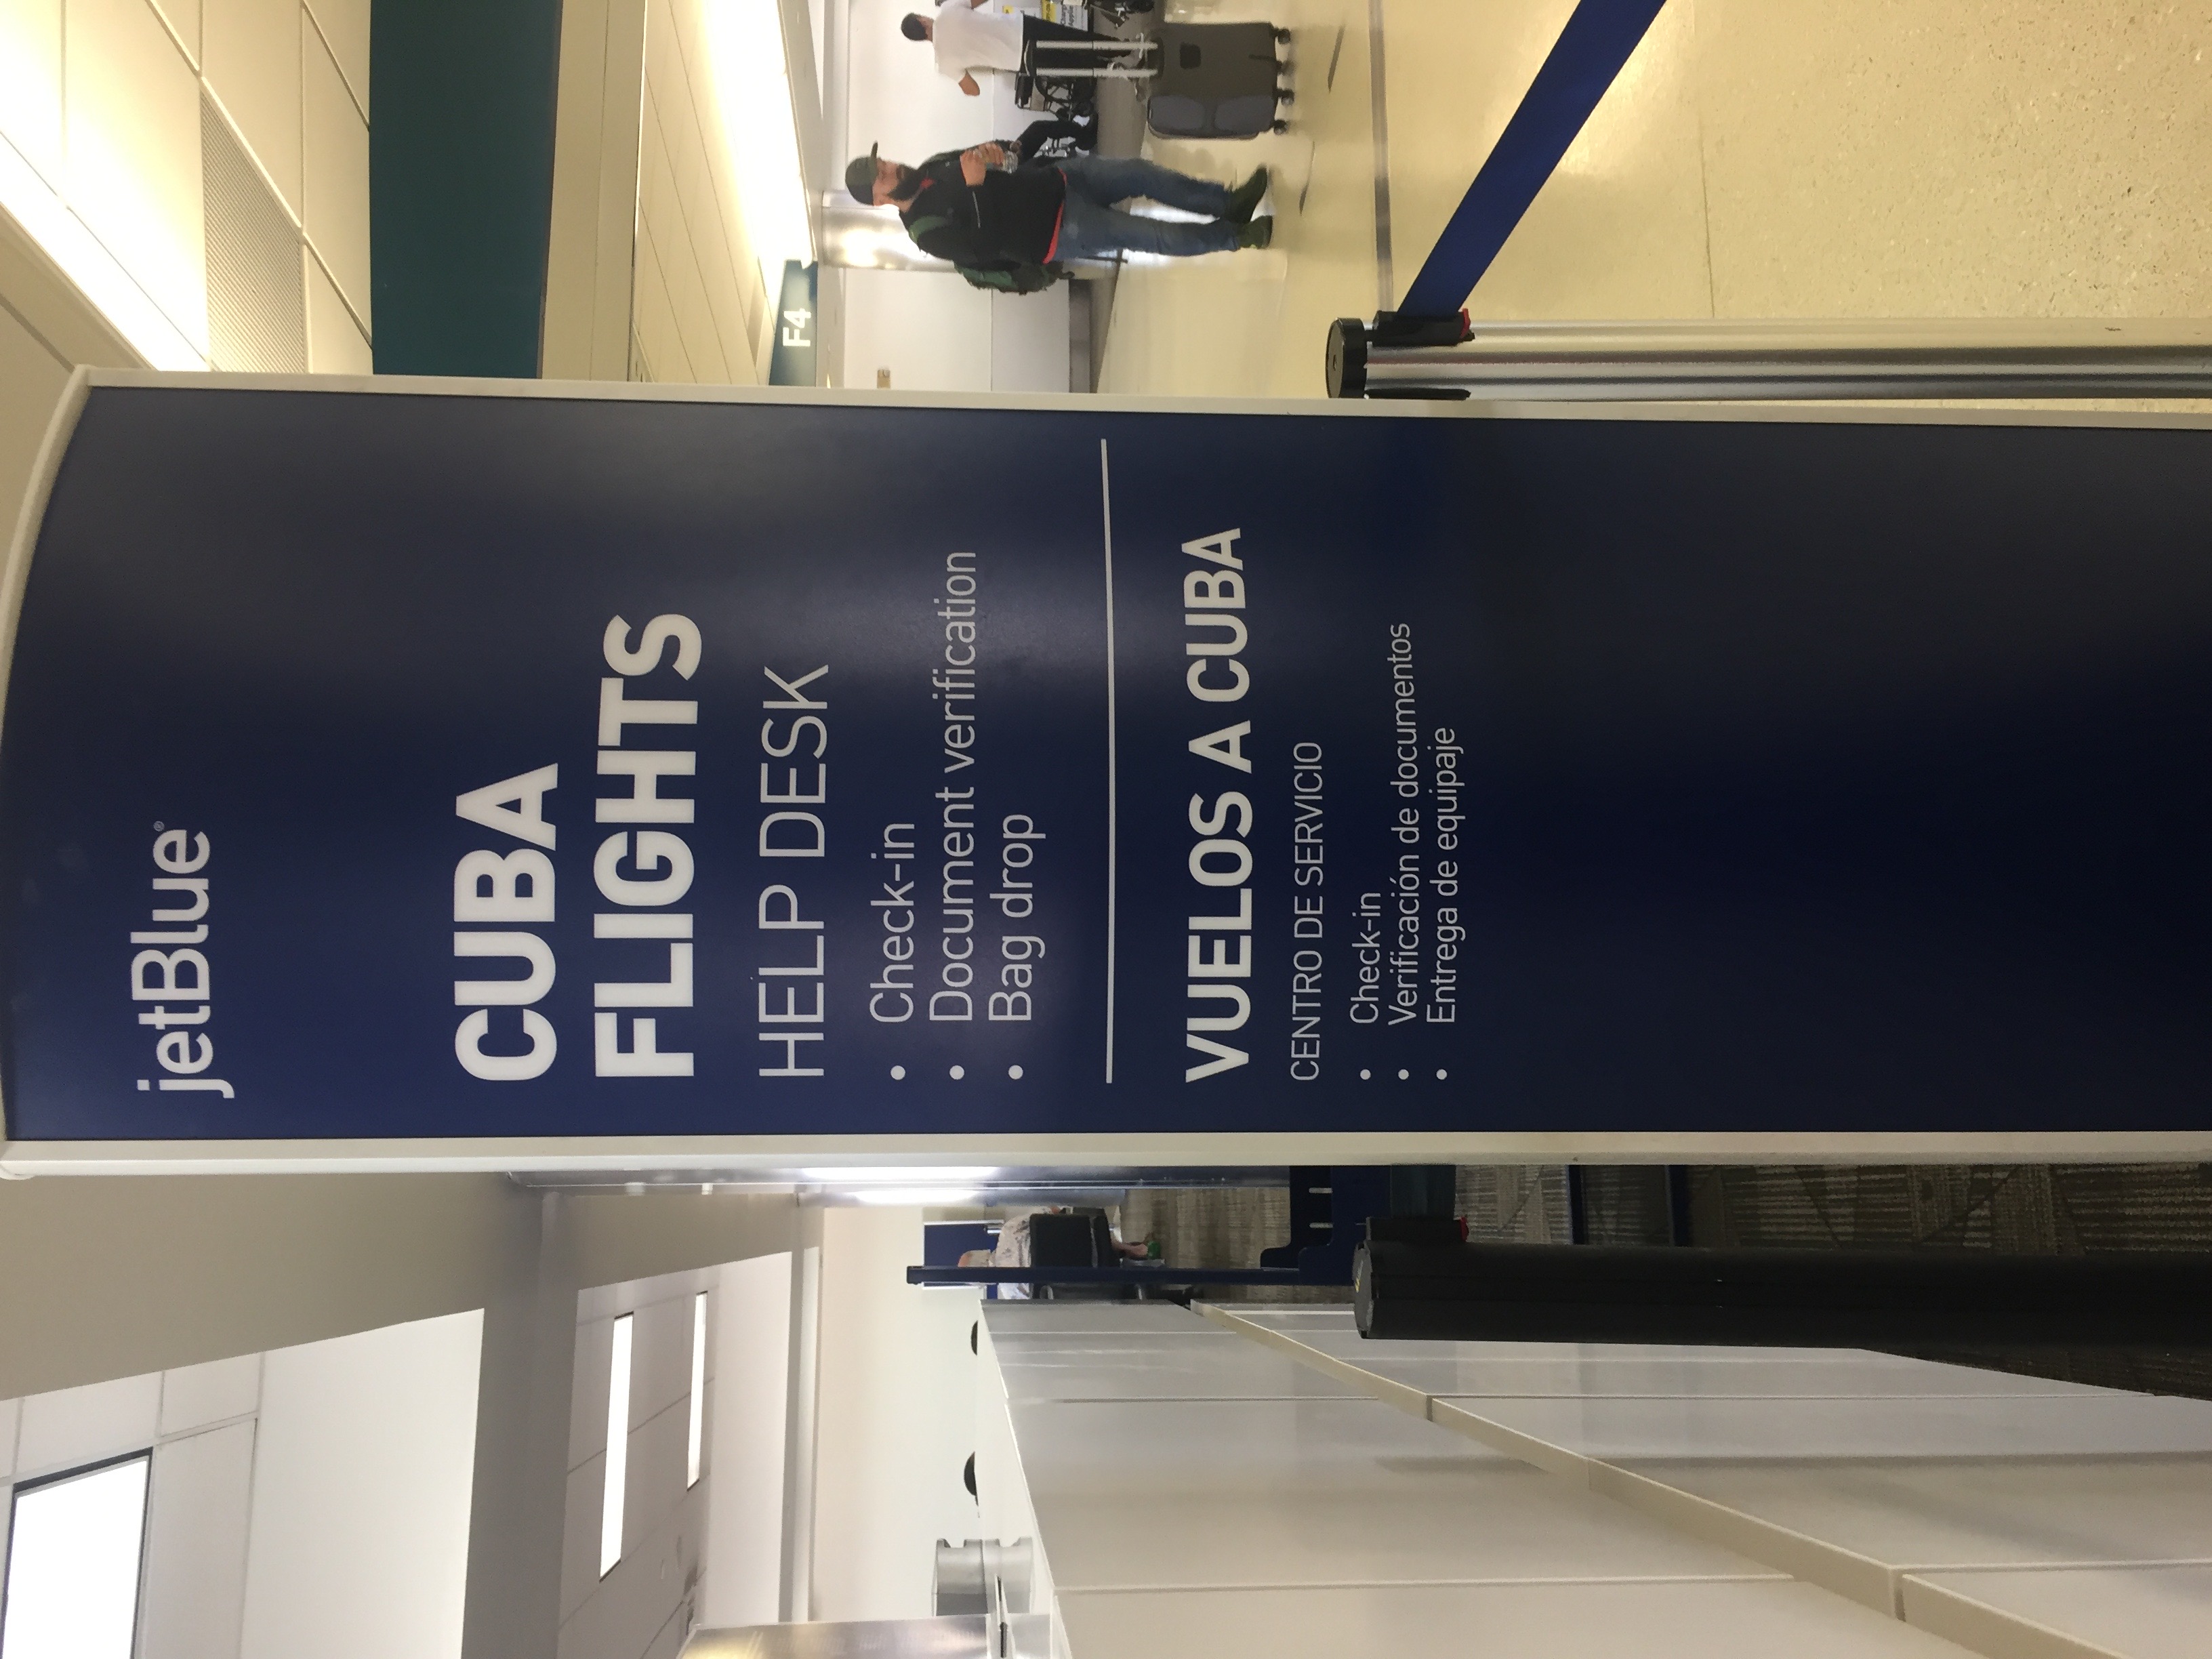 jetBlue®
CUBA
FLIGHTS
HELP DESK
• Check-in
• Document verification
• Bag drop
VUELOS A CUBA
CENTRO DE SERVICIO
• Check-in
• Verificación de documentos
• Entrega de equipaje
F4